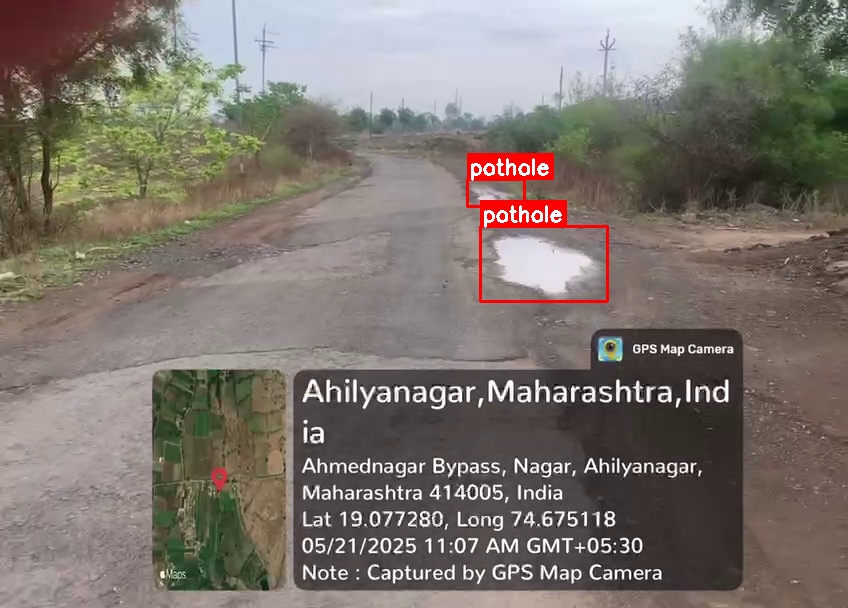 pothole
pothole
GPS Map Camera
Ahilyanagar,Maharashtra,Ind
ia
Ahmednagar Bypass, Nagar, Ahilyanagar,
Maharashtra 414005, India
Lat 19.077280, Long 74.675118
05/21/2025 11:07 AM GMT+05:30
Note : Captured by GPS Map Camera
Maps